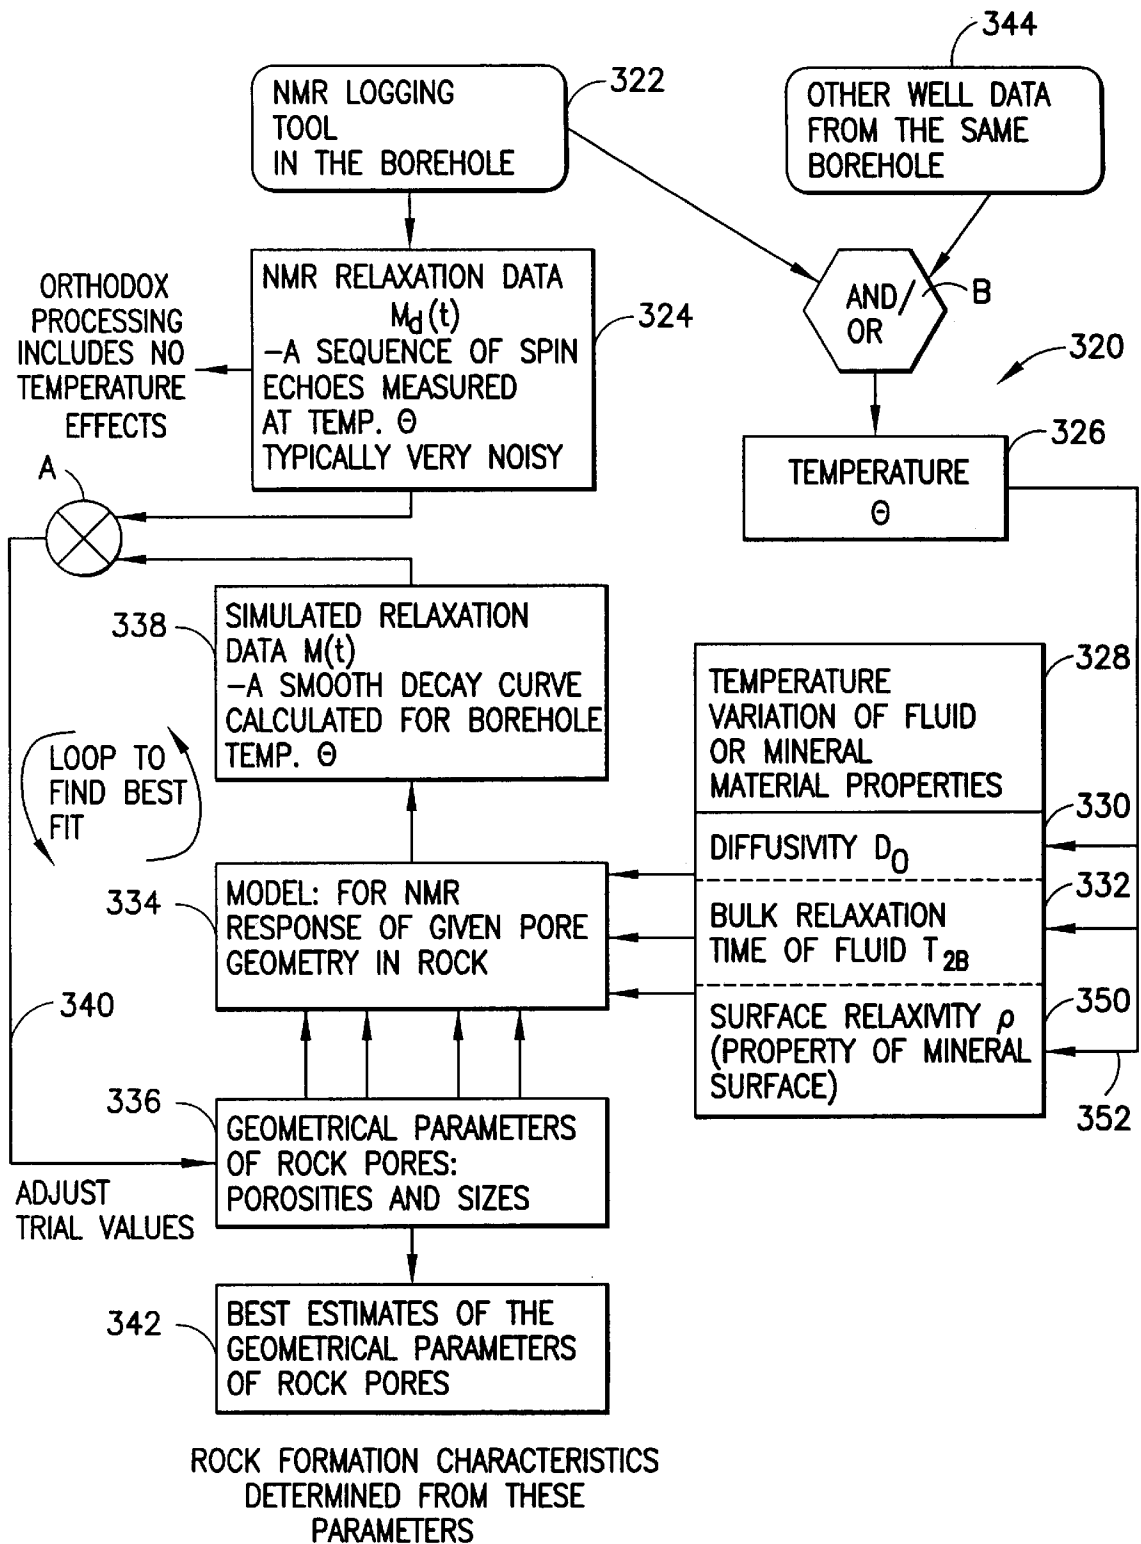 344
322
NMR LOGGING
TOOL
IN THE BOREHOLE
OTHER WELL DATA
FROM THE SAME
BOREHOLE
ORTHODOX
PROCESSING
INCLUDES NO
TEMPERATURE
EFFECTS
NMR RELAXATION DATA
Md(t)
–A SEQUENCE OF SPIN
ECHOES MEASURED
AT TEMP. Θ
TYPICALLY VERY NOISY
324
AND/
OR
B
320
326
TEMPERATURE
Θ
A
338
SIMULATED RELAXATION
DATA M(t)
–A SMOOTH DECAY CURVE
CALCULATED FOR BOREHOLE
TEMP. Θ
328
TEMPERATURE
VARIATION OF FLUID
OR MINERAL
MATERIAL PROPERTIES
LOOP TO
FIND BEST
FIT
330
DIFFUSIVITY D0
332
BULK RELAXATION
TIME OF FLUID T2B
334
MODEL: FOR NMR
RESPONSE OF GIVEN PORE
GEOMETRY IN ROCK
350
SURFACE RELAXIVITY ρ
(PROPERTY OF MINERAL
SURFACE)
352
340
336
GEOMETRICAL PARAMETERS
OF ROCK PORES:
POROSITIES AND SIZES
ADJUST
TRIAL VALUES
342
BEST ESTIMATES OF THE
GEOMETRICAL PARAMETERS
OF ROCK PORES
ROCK FORMATION CHARACTERISTICS
DETERMINED FROM THESE
PARAMETERS